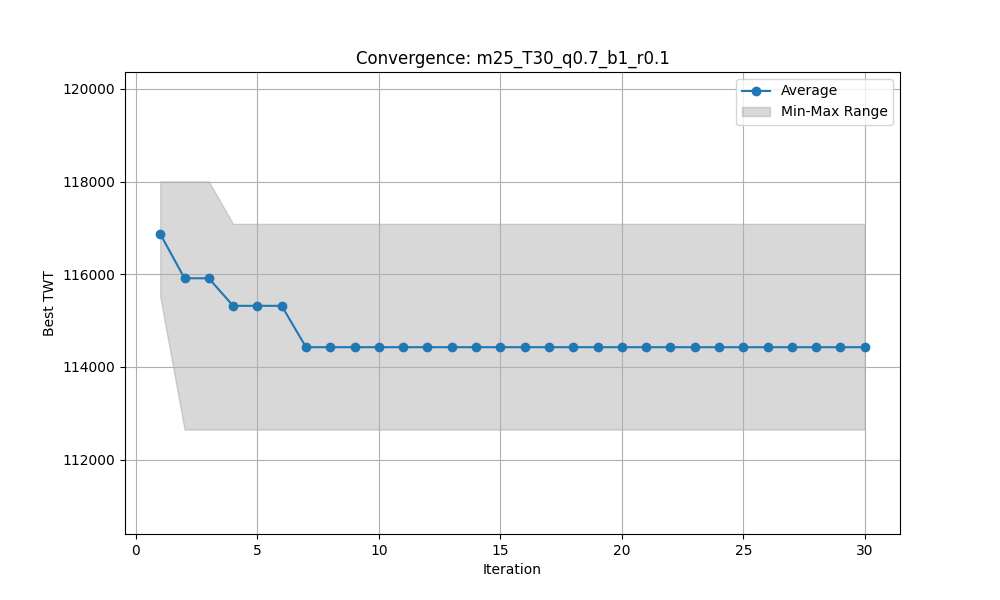 Convergence: m25_T30_q0.7_b1_r0.1
Average
Min-Max Range
120000
118000
116000
114000
112000
Best TWT
0 5 10 15 20 25 30
Iteration